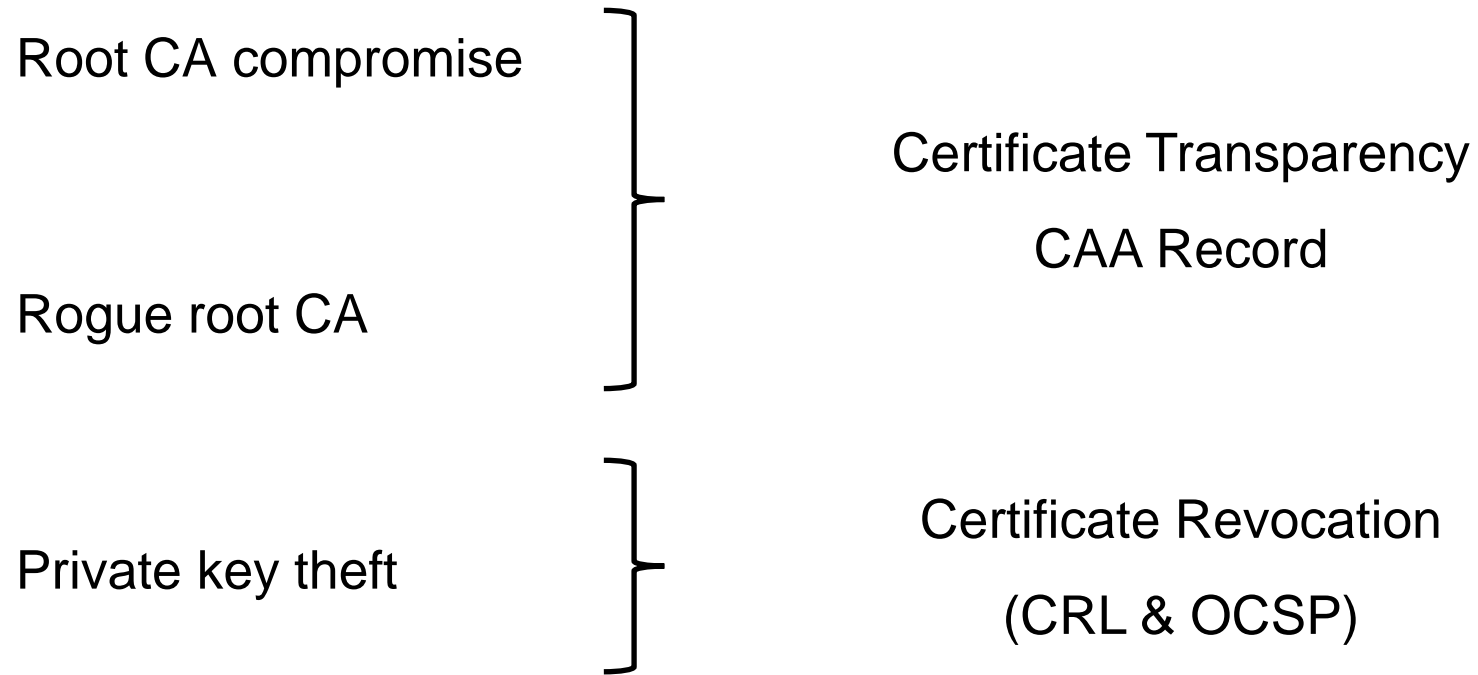 Root CA compromise
Rogue root CA
Certificate Transparency
CAA Record
Private key theft
Certificate Revocation
(CRL & OCSP)